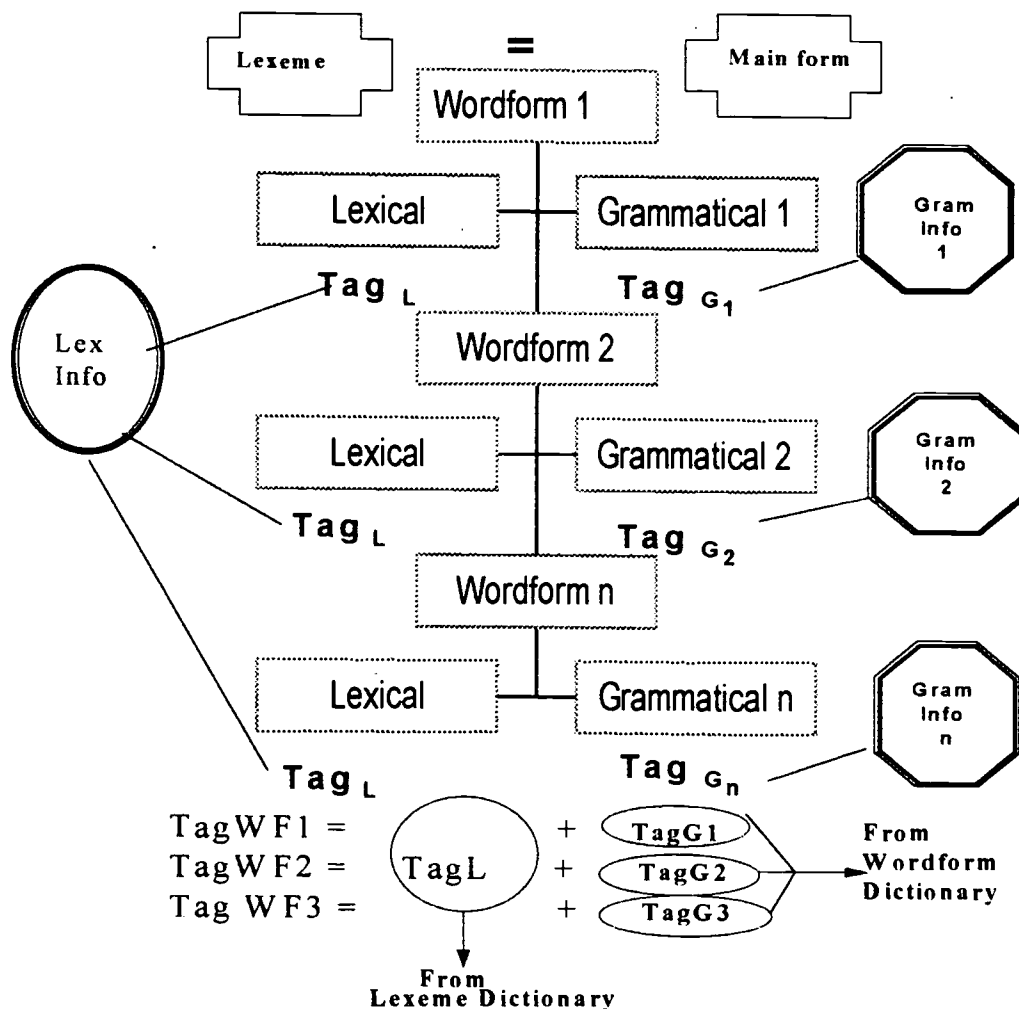 Lexeme
=
Main form
Wordform 1
Lexical
Grammatical 1
Gram
Info
1
Tag L
Tag G1
Lex
Info
Wordform 2
Lexical
Grammatical 2
Gram
Info
2
Tag L
Tag G2
Wordform n
Lexical
Grammatical n
Gram
Info
n
Tag L
Tag Gn
TagWF1 = + TagG1
TagWF2 = TagL + TagG2
Tag WF3 = + TagG3
From
Wordform
Dictionary
From
Lexeme Dictionary